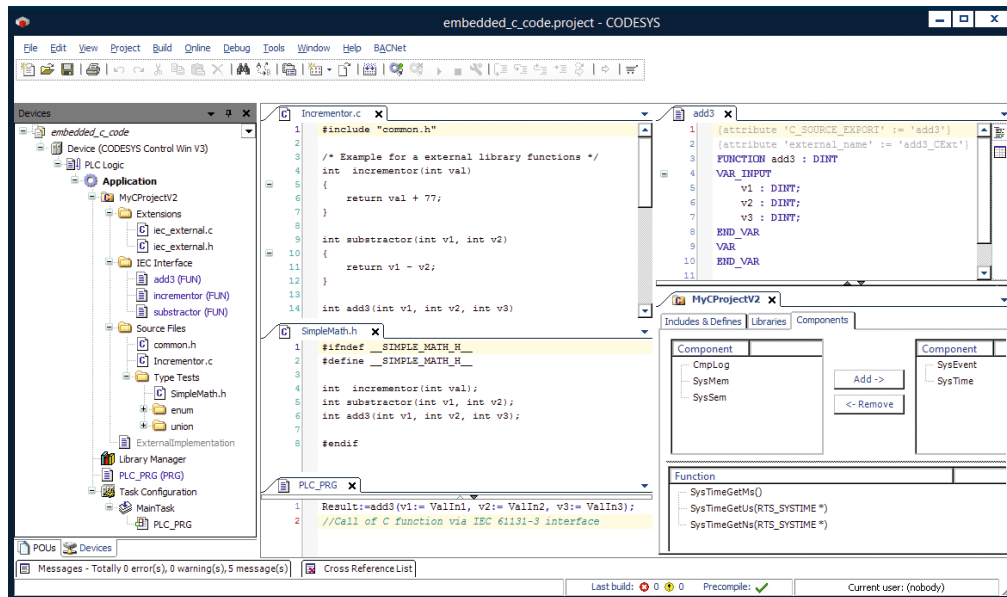 embedded_c_code.project - CODESYS
File Edit View Project Build Online Debug Tools Window Help BACNet
Devices
embedded_c_code
Device (CODESYS Control Win V3)
PLC Logic
Application
MyCProjectV2
Extensions
iec_external.c
iec_external.h
IEC Interface
add3 (FUN)
incrementor (FUN)
substractor (FUN)
Source Files
common.h
Incrementor.c
Type Tests
SimpleMath.h
enum
union
ExternalImplementation
Library Manager
PLC_PRG (PRG)
Task Configuration
MainTask
PLC_PRG
POUs Devices
Incrementor.c
1 #include "common.h"
2
3 /* Example for a external library functions */
4 int incrementor(int val)
5 {
6 return val + 77;
7 }
8
9 int substractor(int v1, int v2)
10 {
11 return v1 - v2;
12 }
13
14 int add3(int v1, int v2, int v3)
SimpleMath.h
1 #ifndef __SIMPLE_MATH_H__
2 #define __SIMPLE_MATH_H__
3
4 int incrementor(int val);
5 int substractor(int v1, int v2);
6 int add3(int v1, int v2, int v3);
7
8 #endif
PLC_PRG
1 Result:=add3(v1:= ValIn1, v2:= ValIn2, v3:= ValIn3);
2 //Call of C function via IEC 61131-3 interface
add3
1 {attribute 'C_SOURCE_EXPORT' := 'add3'}
2 {attribute 'external_name' := 'add3_CExt'}
3 FUNCTION add3 : DINT
4 VAR_INPUT
5 v1 : DINT;
6 v2 : DINT;
7 v3 : DINT;
8 END_VAR
9 VAR
10 END_VAR
11
MyCProjectV2
Includes & Defines Libraries Components
Component
CmpLog
SysMem
SysSem
Add ->
<- Remove
Component
SysEvent
SysTime
Function
SysTimeGetMs()
SysTimeGetUs(RTS_SYSTIME *)
SysTimeGetNs(RTS_SYSTIME *)
Messages - Totally 0 error(s), 0 warning(s), 5 message(s) Cross Reference List
Last build: 0 0 Precompile: Current user: (nobody)